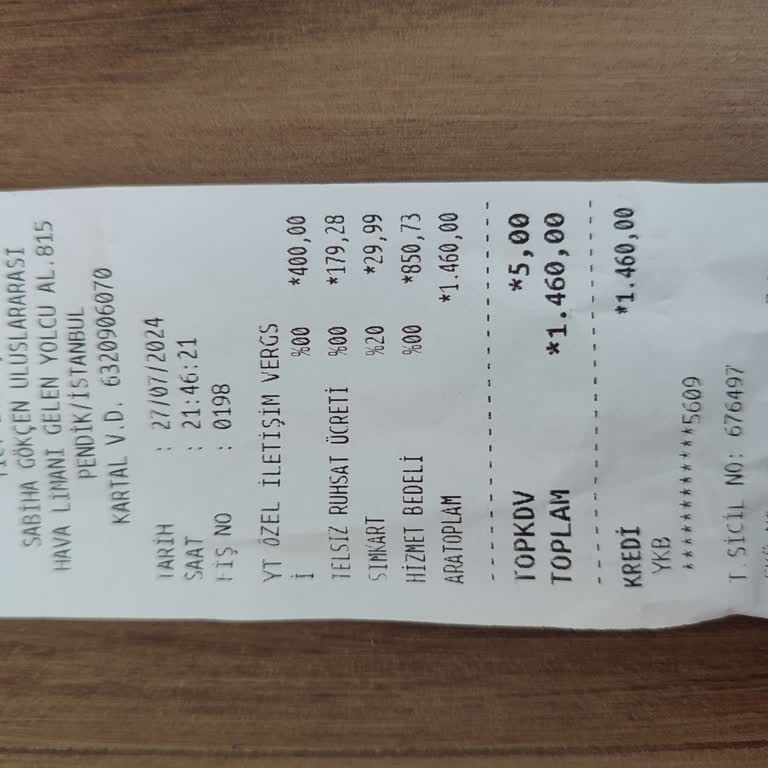 SABİHA GÖKÇEN ULUSLARARASI
HAVA LİMANI GELEN YOLCU AL.815
PENDİK/İSTANBUL
KARTAL V.D. 6320906070
TARİH : 27/07/2024
SAAT : 21:46:21
FİŞ NO : 0198
YT ÖZEL İLETİŞİM VERGS
İ %00 *400,00
TELSİZ RUHSAT ÜCRETİ %00 *179,28
SIMKART %20 *29,99
HİZMET BEDELİ %00 *850,73
ARATOPLAM *1.460,00
TOPKDV *5,00
TOPLAM *1.460,00
KREDİ *1.460,00
YKB
************5609
T.SİCİL NO: 676497